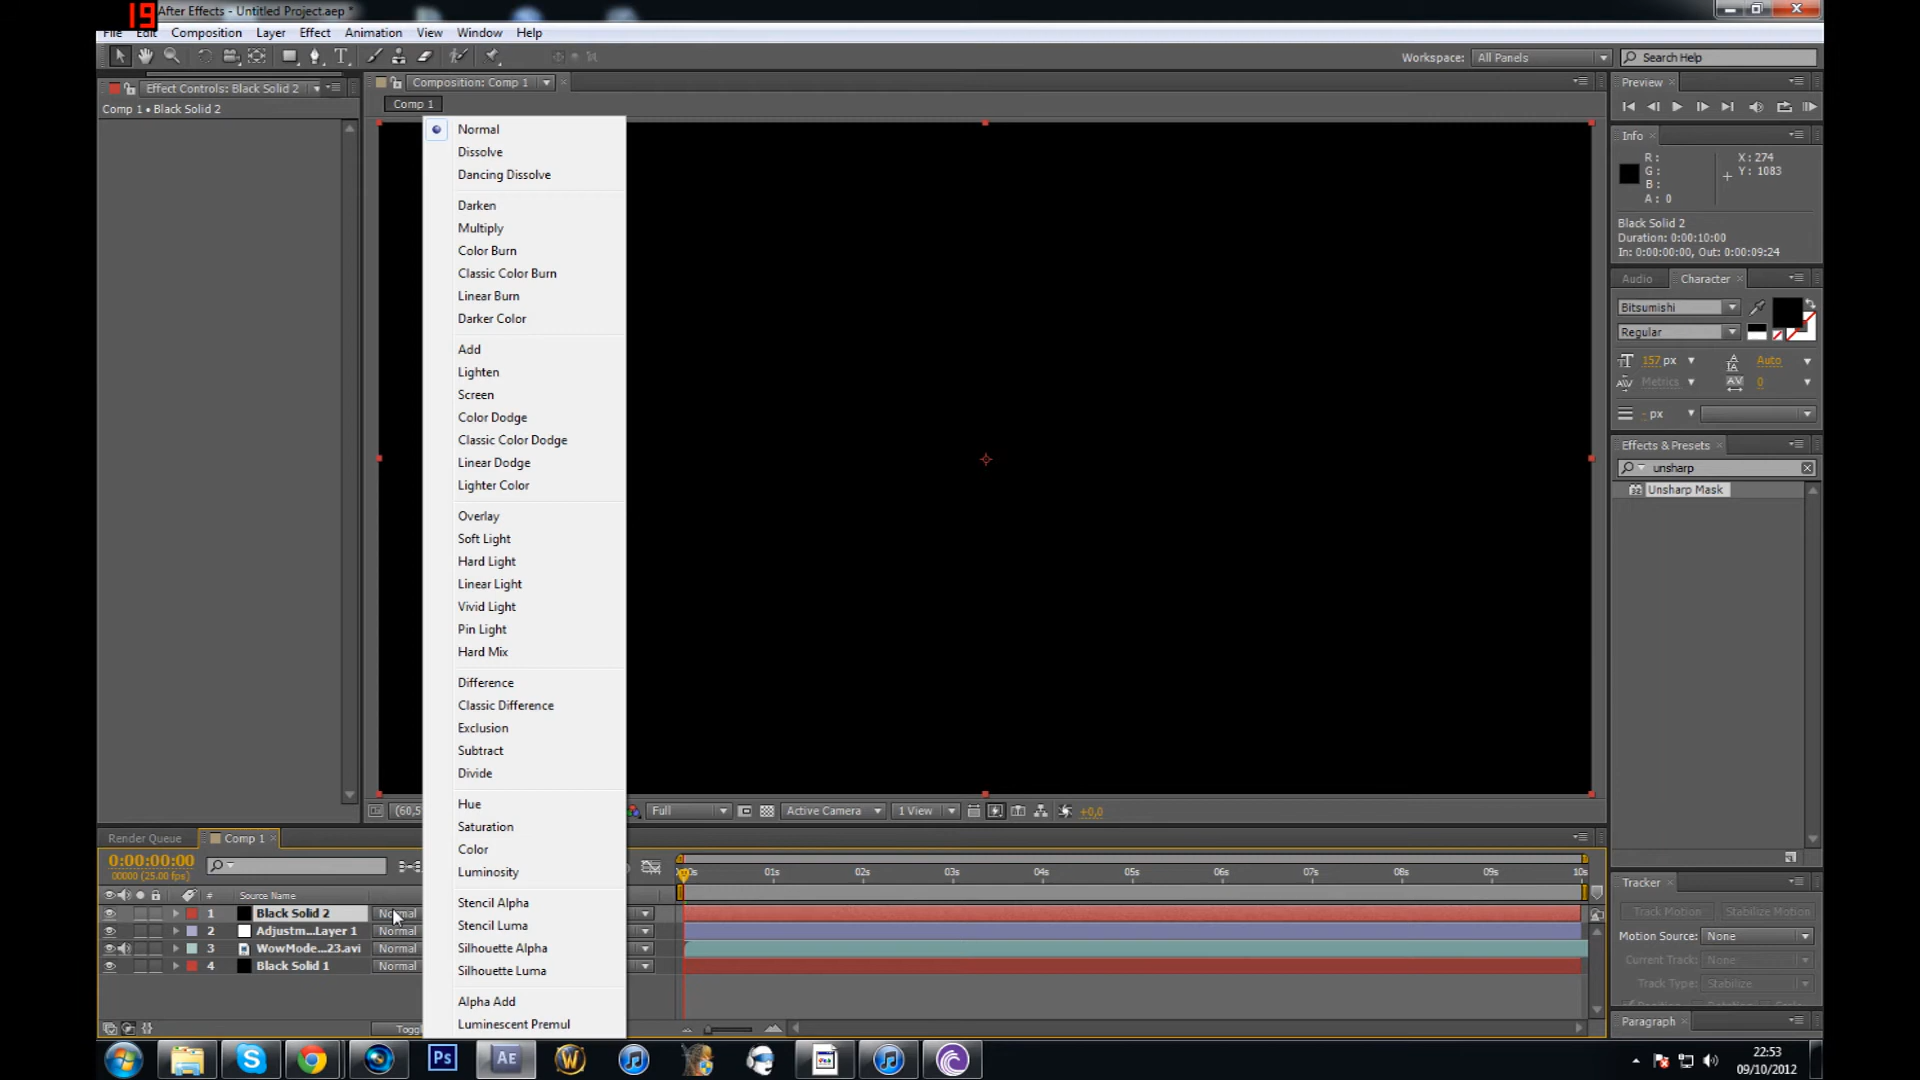 19
After Effects - Untitled Project.aep *
File Edit Composition Layer Effect Animation View Window Help
Workspace: All Panels
Search Help
Effect Controls: Black Solid 2
Comp 1 • Black Solid 2
Composition: Comp 1
Comp 1
Normal
Dissolve
Dancing Dissolve
Darken
Multiply
Color Burn
Classic Color Burn
Linear Burn
Darker Color
Add
Lighten
Screen
Color Dodge
Classic Color Dodge
Linear Dodge
Lighter Color
Overlay
Soft Light
Hard Light
Linear Light
Vivid Light
Pin Light
Hard Mix
Difference
Classic Difference
Exclusion
Subtract
Divide
Hue
Saturation
Color
Luminosity
Stencil Alpha
Stencil Luma
Silhouette Alpha
Silhouette Luma
Alpha Add
Luminescent Premul
Preview
Info
R:
G:
B:
A: 0
X: 274
Y: 1083
Black Solid 2
Duration: 0:00:10:00
In: 0:00:00:00, Out: 0:00:09:24
Audio Character
Bitsumishi
Regular
157 px Auto
Metrics 0
- px
Effects & Presets
unsharp
Unsharp Mask
(60,5
Full Active Camera 1 View +0,0
Render Queue Comp 1
0:00:00:00
00000 (25.00 fps)
# Source Name
01s 02s 03s 04s 05s 06s 07s 08s 09s 10s
1 Black Solid 2 Normal
2 Adjustm...Layer 1 Normal
3 WowMode...23.avi Normal
4 Black Solid 1 Normal
Toggl
Tracker
Track Motion Stabilize Motion
Motion Source: None
Current Track: None
Track Type: Stabilize
Paragraph
Ps Ae
22:53
09/10/2012